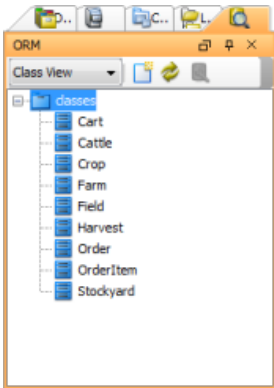 D..
C..
L..
ORM
Class View
classes
Cart
Cattle
Crop
Farm
Field
Harvest
Order
OrderItem
Stockyard